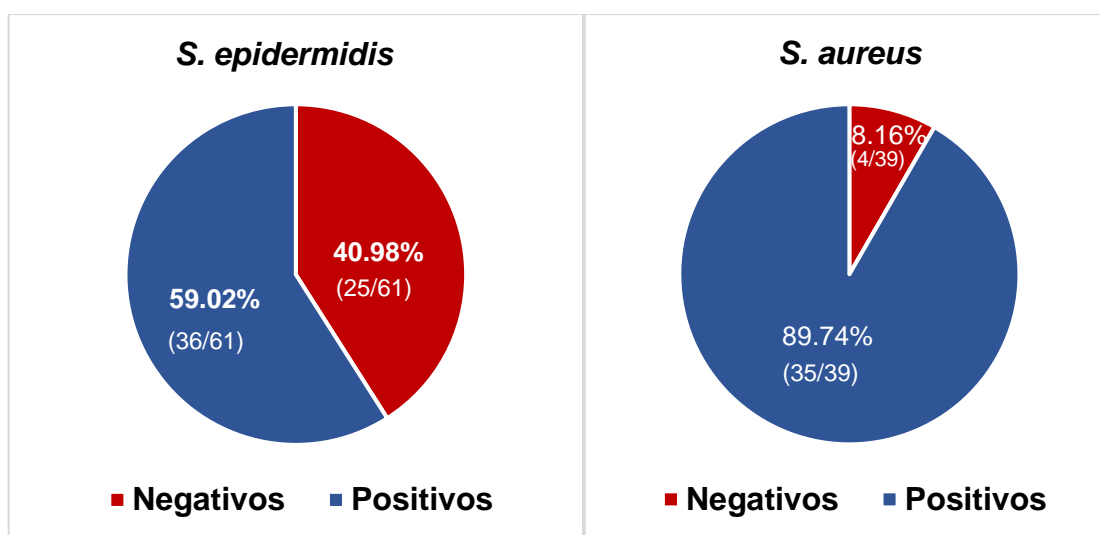 S. epidermidis
40.98%
(25/61)
59.02%
(36/61)
Negativos Positivos
S. aureus
8.16%
(4/39)
89.74%
(35/39)
Negativos Positivos